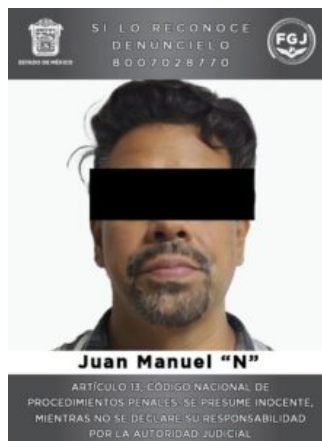 SI LO RECONOCE
DENUNCIELO
8007028770
ESTADO DE MÉXICO
FGJ
Juan Manuel “N”
ARTÍCULO 13, CÓDIGO NACIONAL DE
PROCEDIMIENTOS PENALES: SE PRESUME INOCENTE,
MIENTRAS NO SE DECLARE SU RESPONSABILIDAD
POR LA AUTORIDAD JUDICIAL